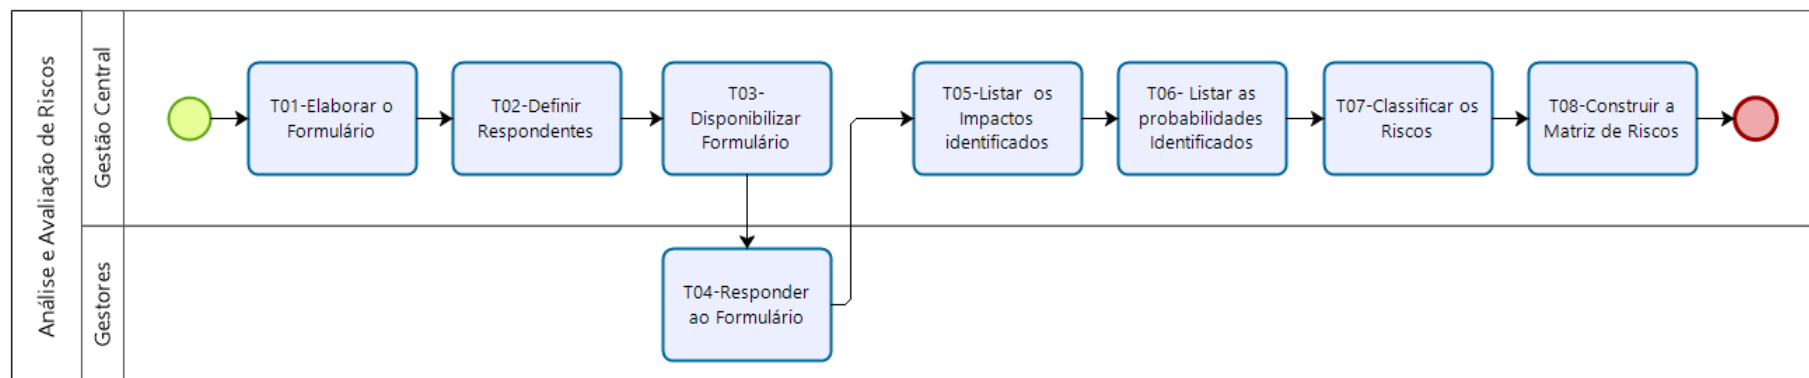 Análise e Avaliação de Riscos
Gestão Central
T01-Elaborar o
Formulário
T02-Definir
Respondentes
T03-
Disponibilizar
Formulário
T05-Listar  os
Impactos
identificados
T06- Listar as
probabilidades
Identificados
T07-Classificar os
Riscos
T08-Construir a
Matriz de Riscos
Gestores
T04-Responder
ao Formulário